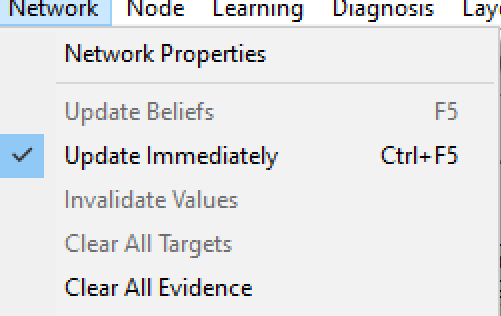 Network Node Learning Diagnosis Lay
Network Properties
Update Beliefs F5
Update Immediately Ctrl+F5
Invalidate Values
Clear All Targets
Clear All Evidence